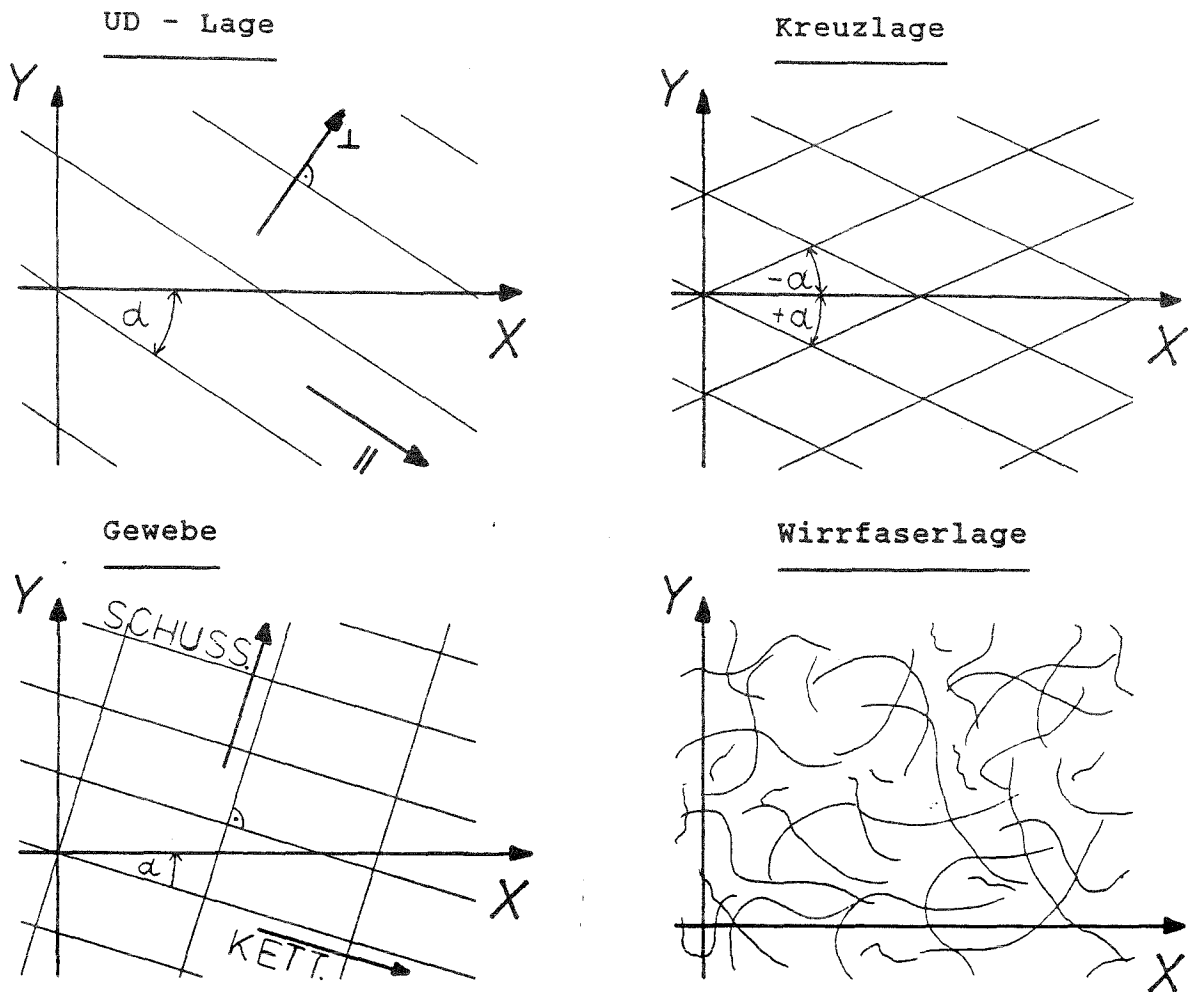 UD - Lage
Y
⊥
α
X
//
Kreuzlage
Y
-α
+α
X
Gewebe
Y
SCHUSS.
α
X
KETT.
Wirrfaserlage
Y
X